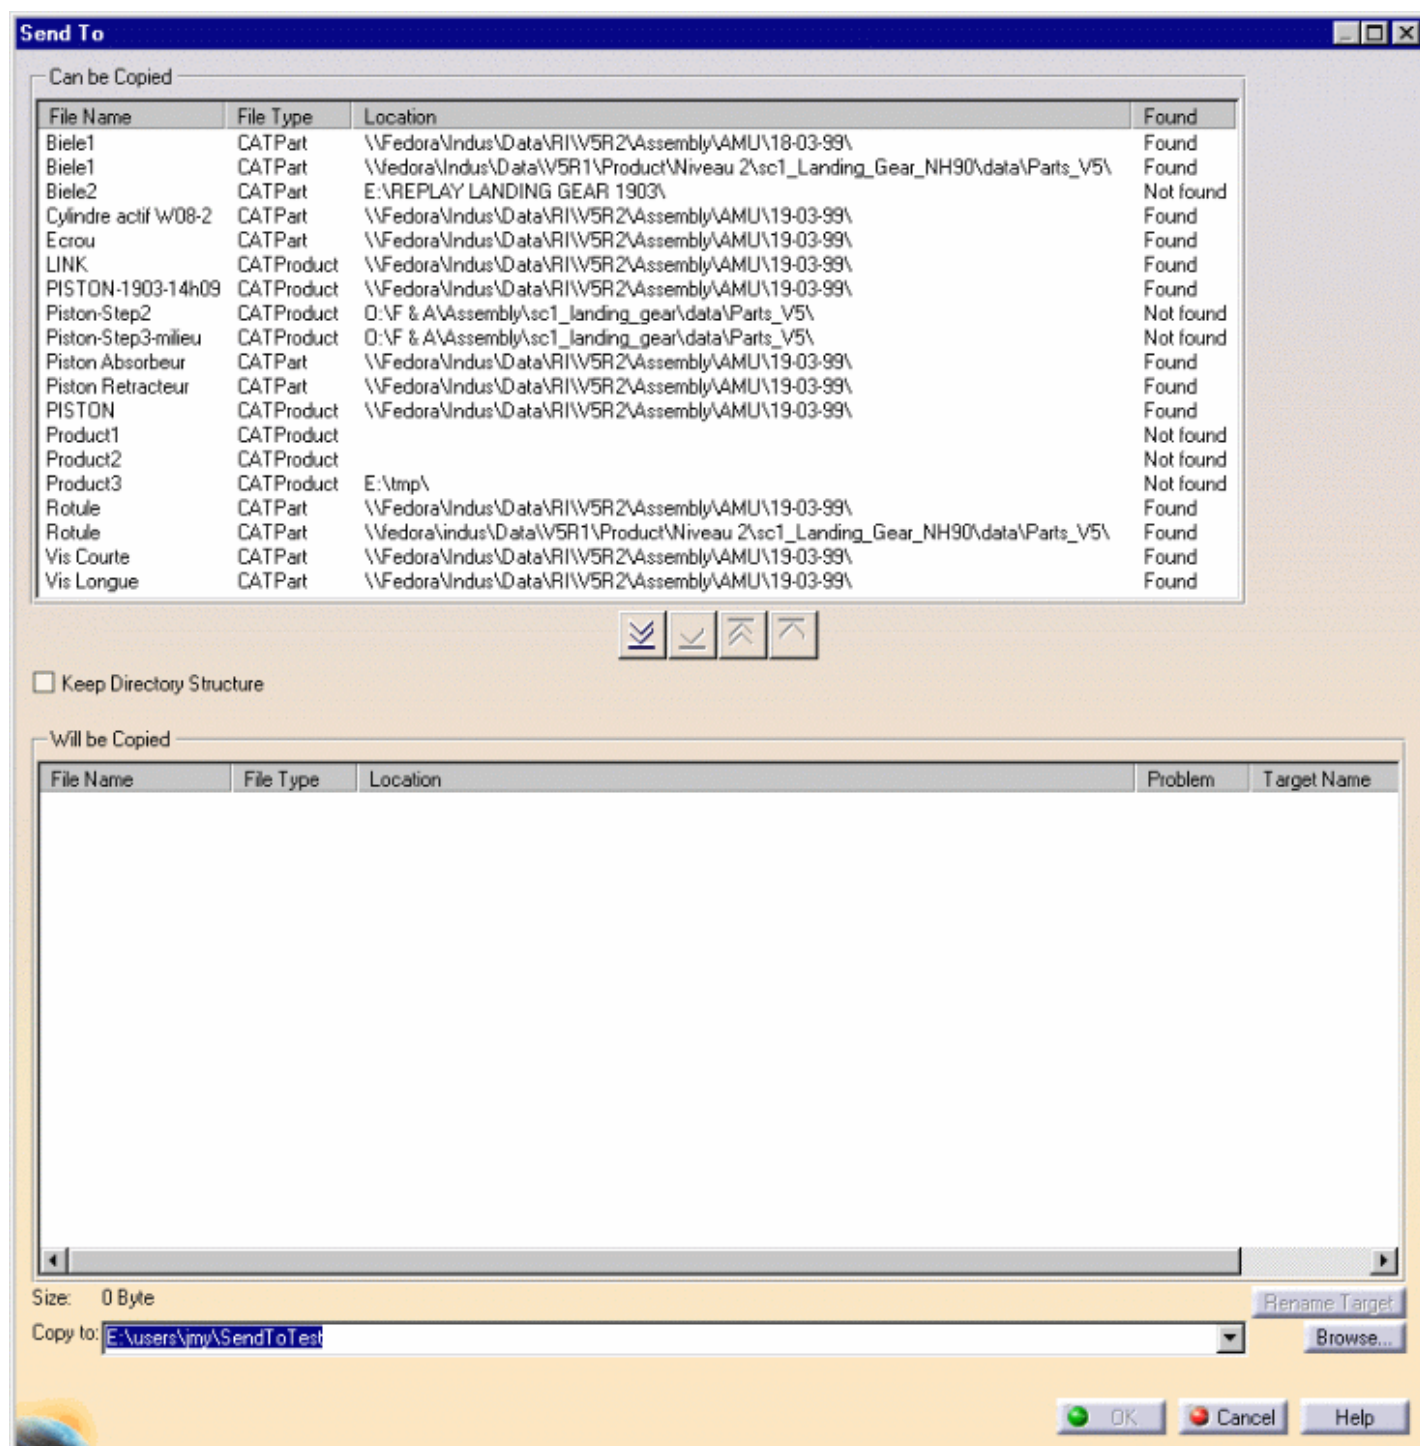 Send To
Can be Copied
File Name File Type Location Found
Biele1 CATPart \\Fedora\Indus\Data\RI\V5R2\Assembly\AMU\18-03-99\ Found
Biele1 CATPart \\fedora\Indus\Data\V5R1\Product\Niveau 2\sc1_Landing_Gear_NH90\data\Parts_V5\ Found
Biele2 CATPart E:\REPLAY LANDING GEAR 1903\ Not found
Cylindre actif W08-2 CATPart \\Fedora\Indus\Data\RI\V5R2\Assembly\AMU\19-03-99\ Found
Ecrou CATPart \\Fedora\Indus\Data\RI\V5R2\Assembly\AMU\19-03-99\ Found
LINK CATProduct \\Fedora\Indus\Data\RI\V5R2\Assembly\AMU\19-03-99\ Found
PISTON-1903-14h09 CATProduct \\Fedora\Indus\Data\RI\V5R2\Assembly\AMU\19-03-99\ Found
Piston-Step2 CATProduct O:\F & A\Assembly\sc1_landing_gear\data\Parts_V5\ Not found
Piston-Step3-milieu CATProduct O:\F & A\Assembly\sc1_landing_gear\data\Parts_V5\ Not found
Piston Absorbeur CATPart \\Fedora\Indus\Data\RI\V5R2\Assembly\AMU\19-03-99\ Found
Piston Retracteur CATPart \\Fedora\Indus\Data\RI\V5R2\Assembly\AMU\19-03-99\ Found
PISTON CATProduct \\Fedora\Indus\Data\RI\V5R2\Assembly\AMU\19-03-99\ Found
Product1 CATProduct Not found
Product2 CATProduct Not found
Product3 CATProduct E:\tmp\ Not found
Rotule CATPart \\Fedora\Indus\Data\RI\V5R2\Assembly\AMU\19-03-99\ Found
Rotule CATPart \\fedora\indus\Data\V5R1\Product\Niveau 2\sc1_Landing_Gear_NH90\data\Parts_V5\ Found
Vis Courte CATPart \\Fedora\Indus\Data\RI\V5R2\Assembly\AMU\19-03-99\ Found
Vis Longue CATPart \\Fedora\Indus\Data\RI\V5R2\Assembly\AMU\19-03-99\ Found
Keep Directory Structure
Will be Copied
File Name File Type Location Problem Target Name
Size: 0 Byte
Rename Target
Copy to: E:\users\jmy\SendToTest
Browse...
OK Cancel Help